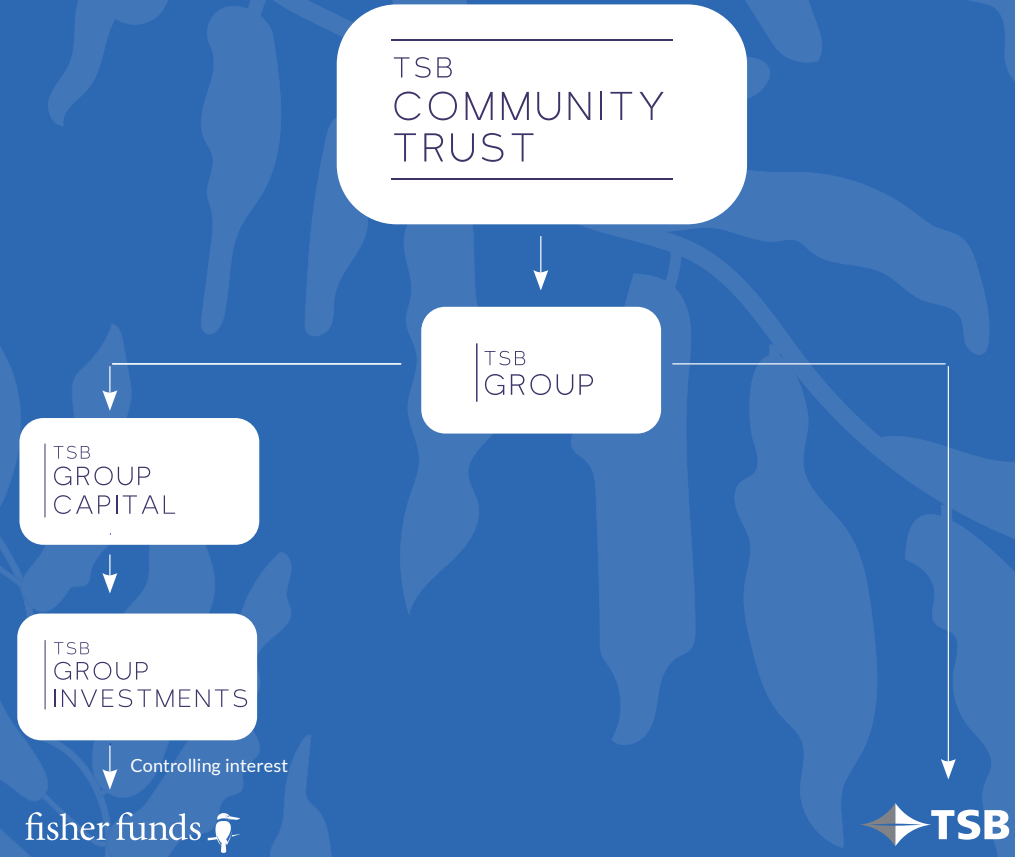 TSB
COMMUNITY
TRUST
TSB
GROUP
TSB
GROUP
CAPITAL
TSB
GROUP
INVESTMENTS
Controlling interest
fisher funds
TSB